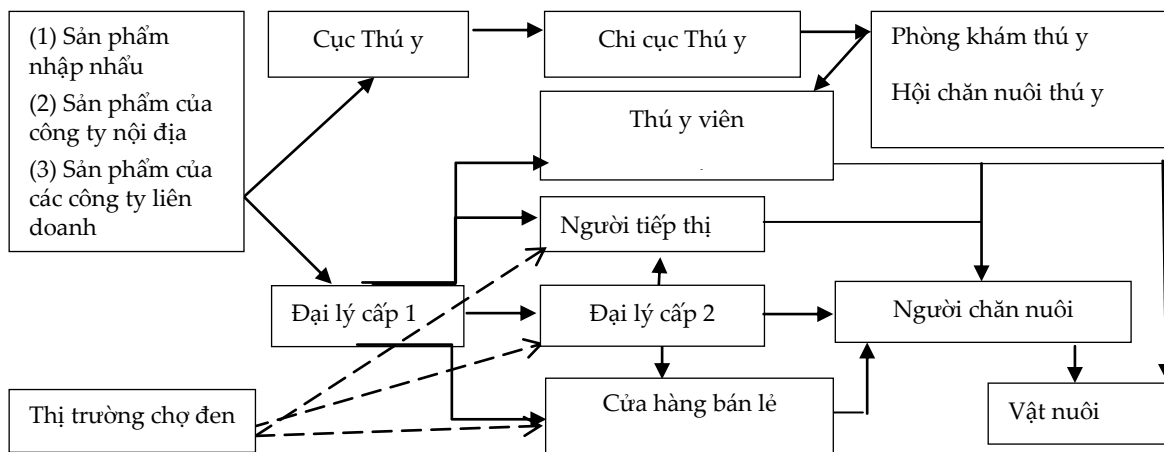 (1) Sản phẩm
nhập nhẩu
(2) Sản phẩm của
công ty nội địa
(3) Sản phẩm của
các công ty liên
doanh
Cục Thú y
Chi cục Thú y
Phòng khám thú y
Hội chăn nuôi thú y
Thú y viên
Người tiếp thị
Đại lý cấp 1
Đại lý cấp 2
Người chăn nuôi
Thị trường chợ đen
Cửa hàng bán lẻ
Vật nuôi